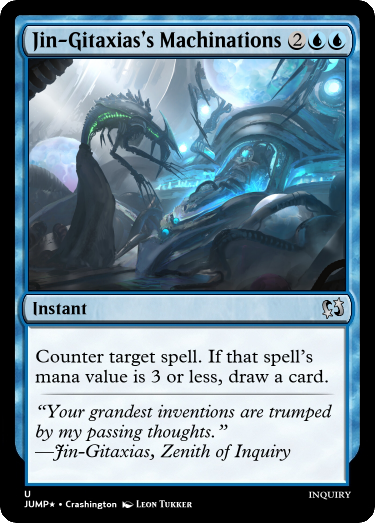 Jin-Gitaxias's Machinations 2
Instant
Counter target spell. If that spell's
mana value is 3 or less, draw a card.
“Your grandest inventions are trumped
by my passing thoughts.”
—Jin-Gitaxias, Zenith of Inquiry
U
INQUIRY
JUMP★ • Crashington Leon Tukker